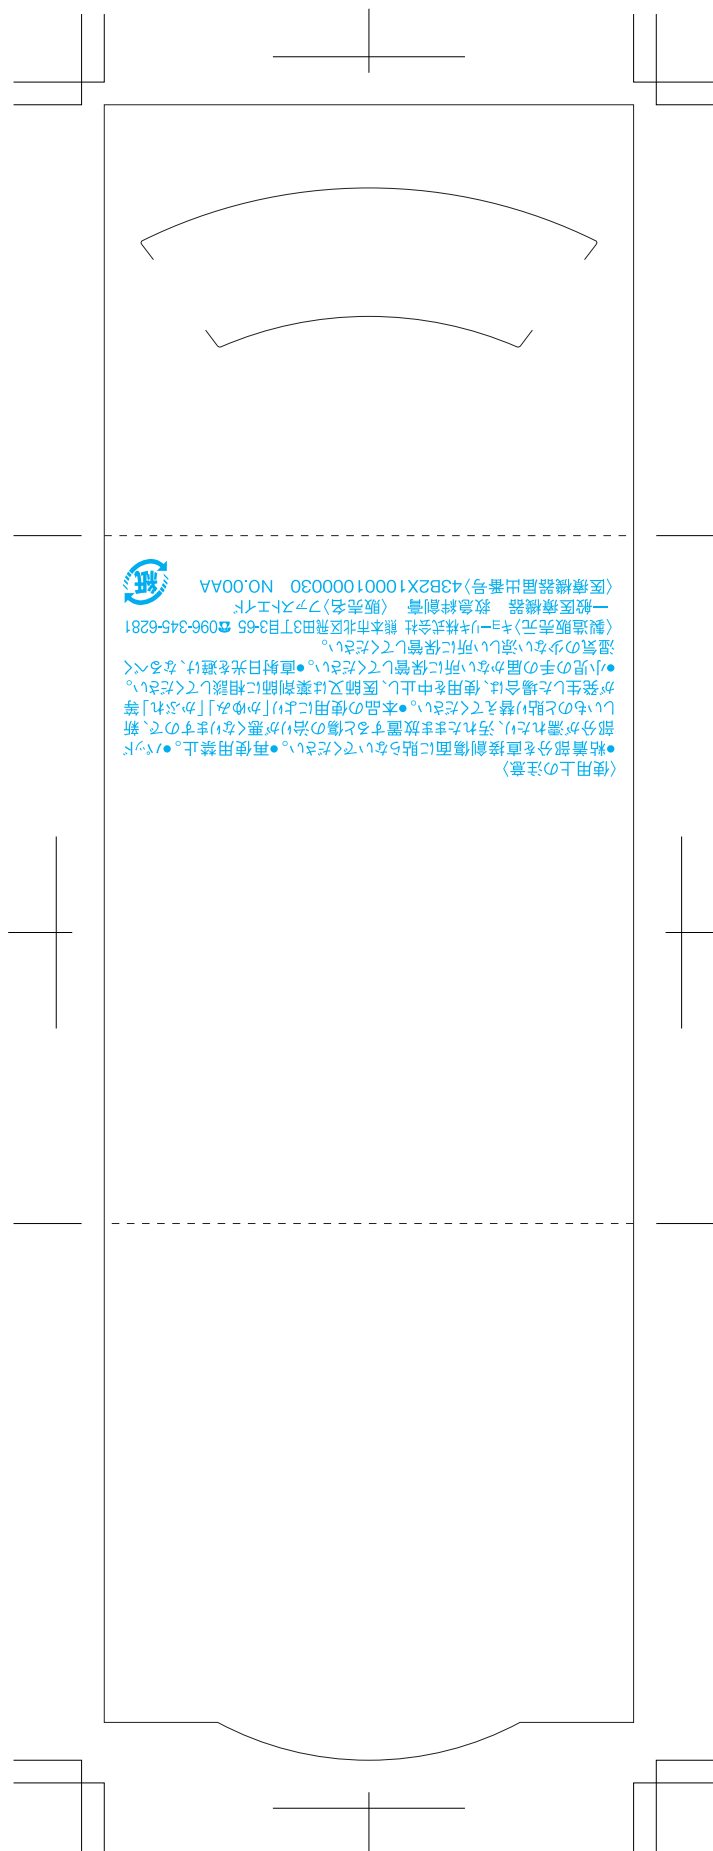 〈使用上の注意〉
●粘着部分を直接創傷面に貼らないでください。●再使用禁止。●パッド
部分が濡れたり、汚れたまま放置すると傷の治りが悪くなりますので、新
しいものと貼り替えてください。●本品の使用により「かゆみ」「かぶれ」等
が発生した場合は、使用を中止し、医師又は薬剤師に相談してください。
●小児の手の届かない所に保管してください。●直射日光を避け、なるべく
湿気の少ない涼しい所に保管してください。
〈製造販売元〉キョーリキ株式会社 熊本市北区飛田3丁目3-65 ☎096-345-6281
一般医療機器 救急絆創膏 〈販売名〉ファストエイド
〈医療機器届出番号〉43B2X10001000030 NO.00AA
紙